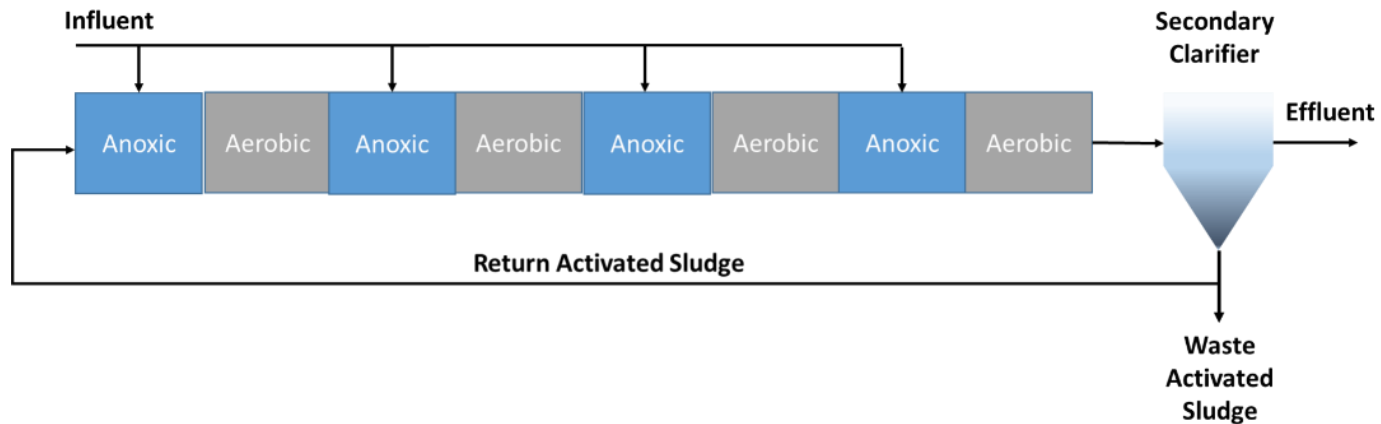 Influent
Secondary
Clarifier
Effluent
Anoxic
Aerobic
Anoxic
Aerobic
Anoxic
Aerobic
Anoxic
Aerobic
Return Activated Sludge
Waste
Activated
Sludge